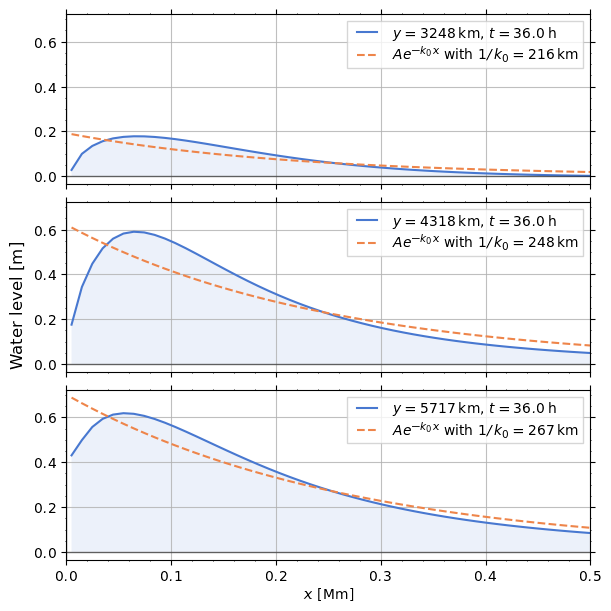 0.6
0.4
0.2
0.0
y = 3248 km, t = 36.0 h
Ae^{-k_0 x} with 1/k_0 = 216 km
0.6
0.4
0.2
0.0
y = 4318 km, t = 36.0 h
Ae^{-k_0 x} with 1/k_0 = 248 km
Water level [m]
0.6
0.4
0.2
0.0
y = 5717 km, t = 36.0 h
Ae^{-k_0 x} with 1/k_0 = 267 km
0.0 0.1 0.2 0.3 0.4 0.5
x [Mm]